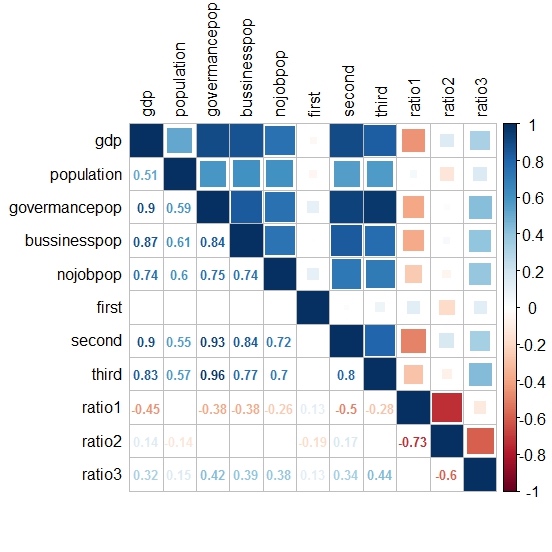 gdp population govermancepop bussinesspop nojobpop first second third ratio1 ratio2 ratio3
gdp
population 0.51
govermancepop 0.9 0.59
bussinesspop 0.87 0.61 0.84
nojobpop 0.74 0.6 0.75 0.74
first
second 0.9 0.55 0.93 0.84 0.72
third 0.83 0.57 0.96 0.77 0.7 0.8
ratio1 -0.45 -0.38 -0.38 -0.26 0.13 -0.5 -0.28
ratio2 0.14 -0.14 -0.19 0.17 -0.73
ratio3 0.32 0.15 0.42 0.39 0.38 0.13 0.34 0.44 -0.6
1
0.8
0.6
0.4
0.2
0
-0.2
-0.4
-0.6
-0.8
-1